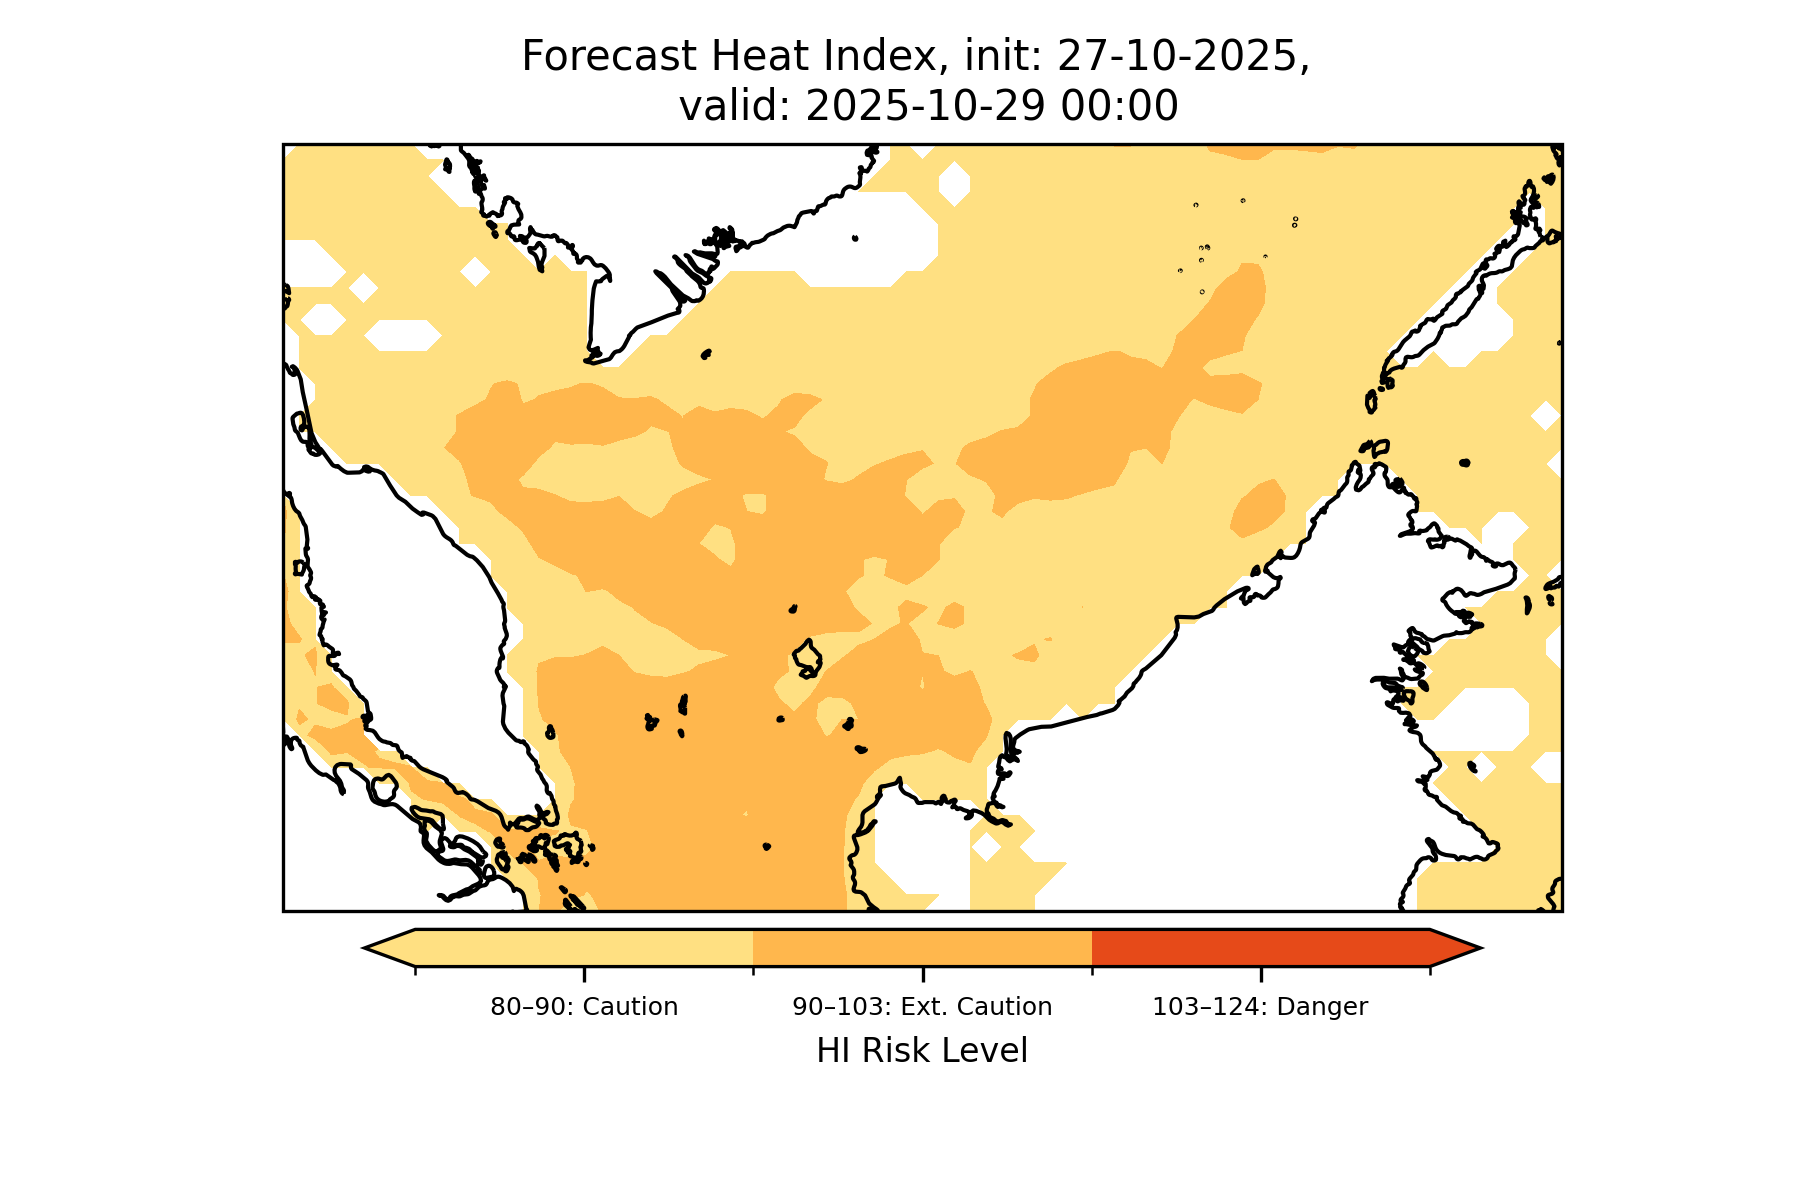 Forecast Heat Index, init: 27-10-2025,
valid: 2025-10-29 00:00
80–90: Caution
90–103: Ext. Caution
103–124: Danger
HI Risk Level